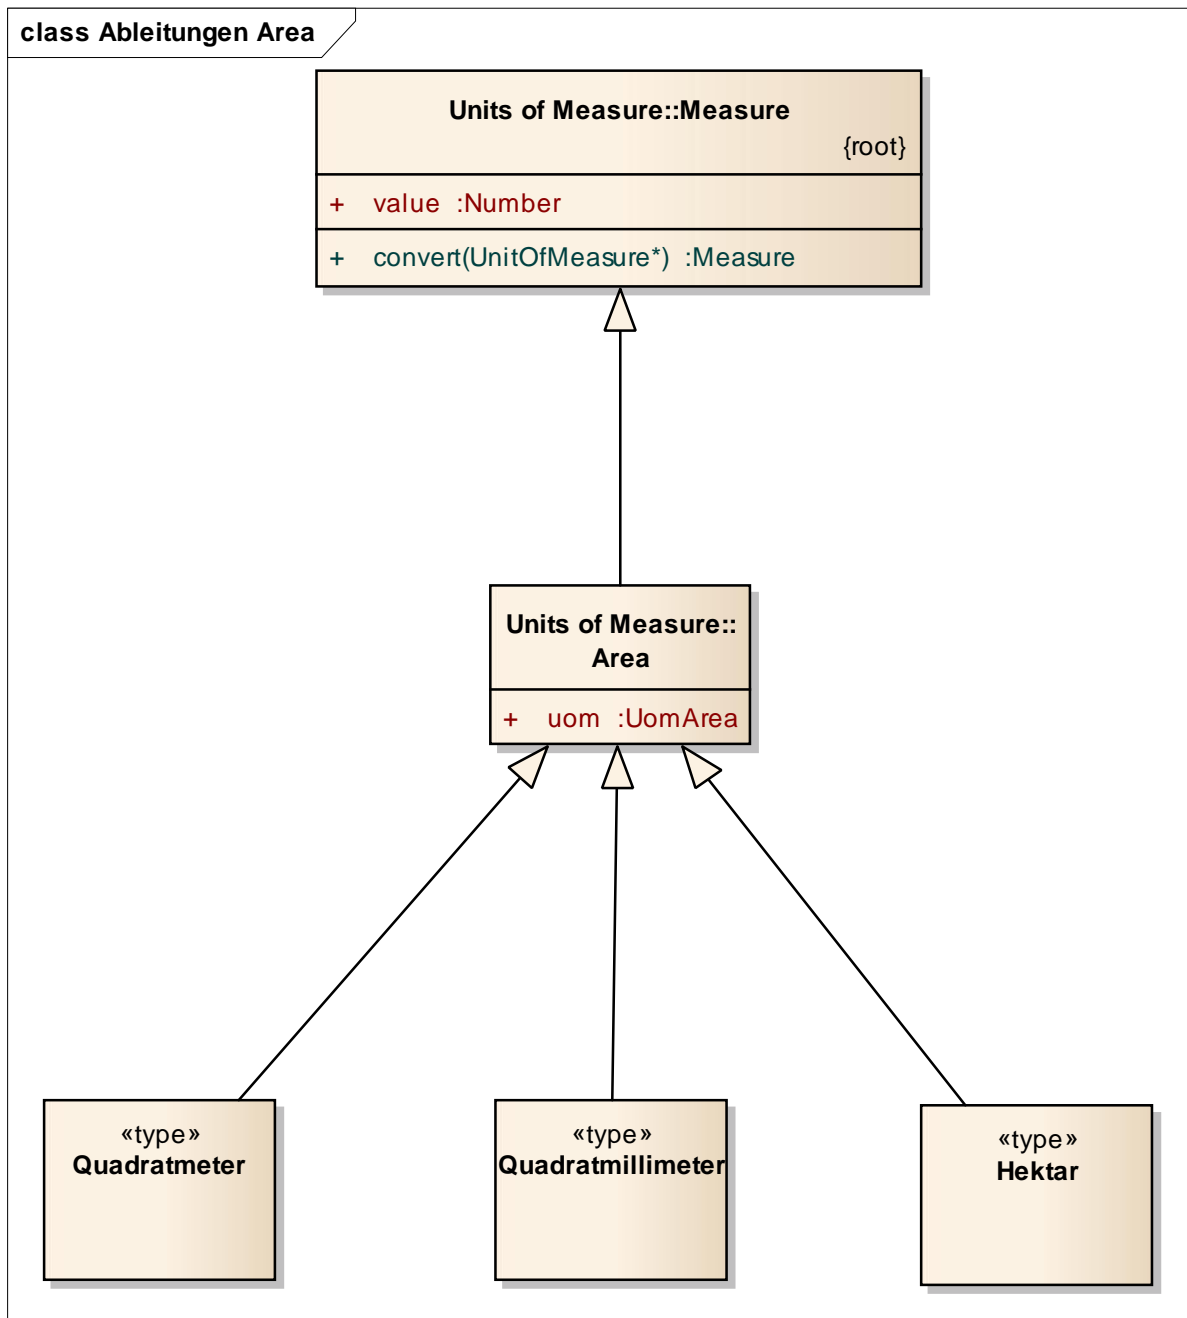 class Ableitungen Area
Units of Measure::Measure
{root}
+ value :Number
+ convert(UnitOfMeasure*) :Measure
Units of Measure::
Area
+ uom :UomArea
«type»
Quadratmeter
«type»
Quadratmillimeter
«type»
Hektar